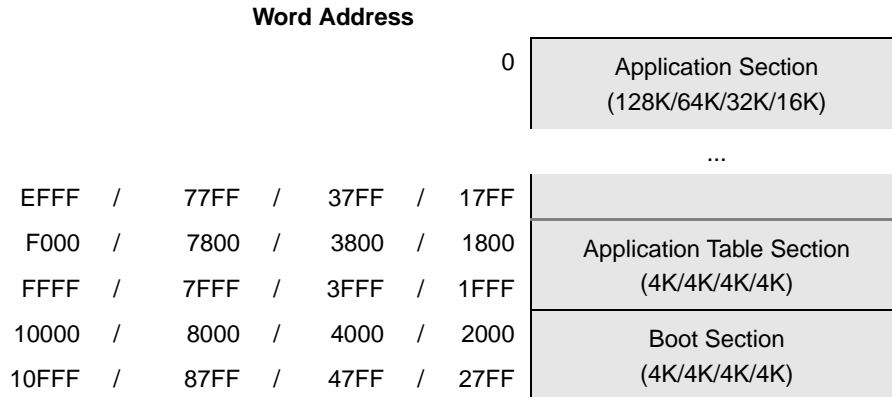 Word Address
0
Application Section
(128K/64K/32K/16K)
...
EFFF / 77FF / 37FF / 17FF
F000 / 7800 / 3800 / 1800
Application Table Section
(4K/4K/4K/4K)
FFFF / 7FFF / 3FFF / 1FFF
10000 / 8000 / 4000 / 2000
Boot Section
(4K/4K/4K/4K)
10FFF / 87FF / 47FF / 27FF